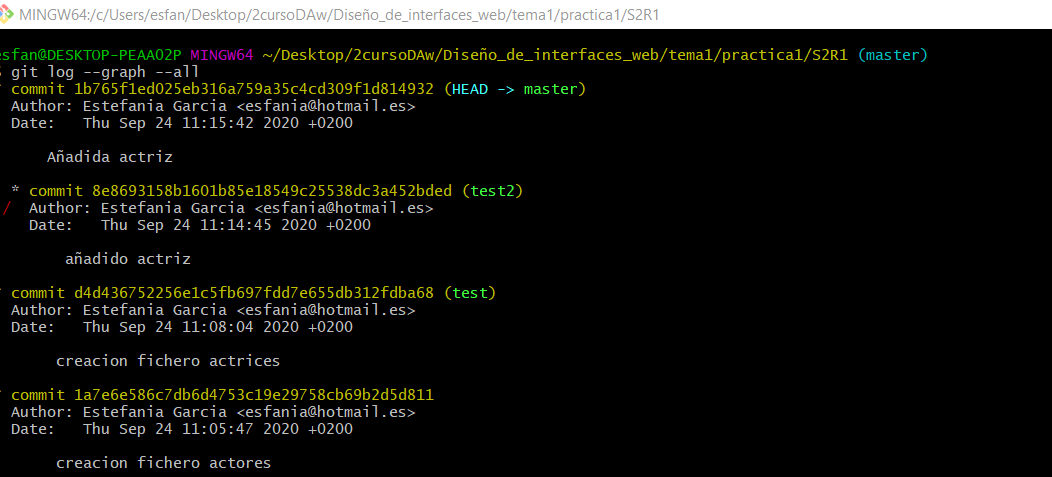 MINGW64:/c/Users/esfan/Desktop/2cursoDAw/Diseño_de_interfaces_web/tema1/practica1/S2R1
esfan@DESKTOP-PEAAO2P MINGW64 ~/Desktop/2cursoDAw/Diseño_de_interfaces_web/tema1/practica1/S2R1 (master)
$ git log --graph --all
* commit 1b765f1ed025eb316a759a35c4cd309f1d814932 (HEAD -> master)
Author: Estefania Garcia <esfania@hotmail.es>
Date:   Thu Sep 24 11:15:42 2020 +0200
Añadida actriz
* commit 8e8693158b1601b85e18549c25538dc3a452bded (test2)
/ Author: Estefania Garcia <esfania@hotmail.es>
Date:   Thu Sep 24 11:14:45 2020 +0200
añadido actriz
* commit d4d436752256e1c5fb697fdd7e655db312fdba68 (test)
Author: Estefania Garcia <esfania@hotmail.es>
Date:   Thu Sep 24 11:08:04 2020 +0200
creacion fichero actrices
* commit 1a7e6e586c7db6d4753c19e29758cb69b2d5d811
Author: Estefania Garcia <esfania@hotmail.es>
Date:   Thu Sep 24 11:05:47 2020 +0200
creacion fichero actores